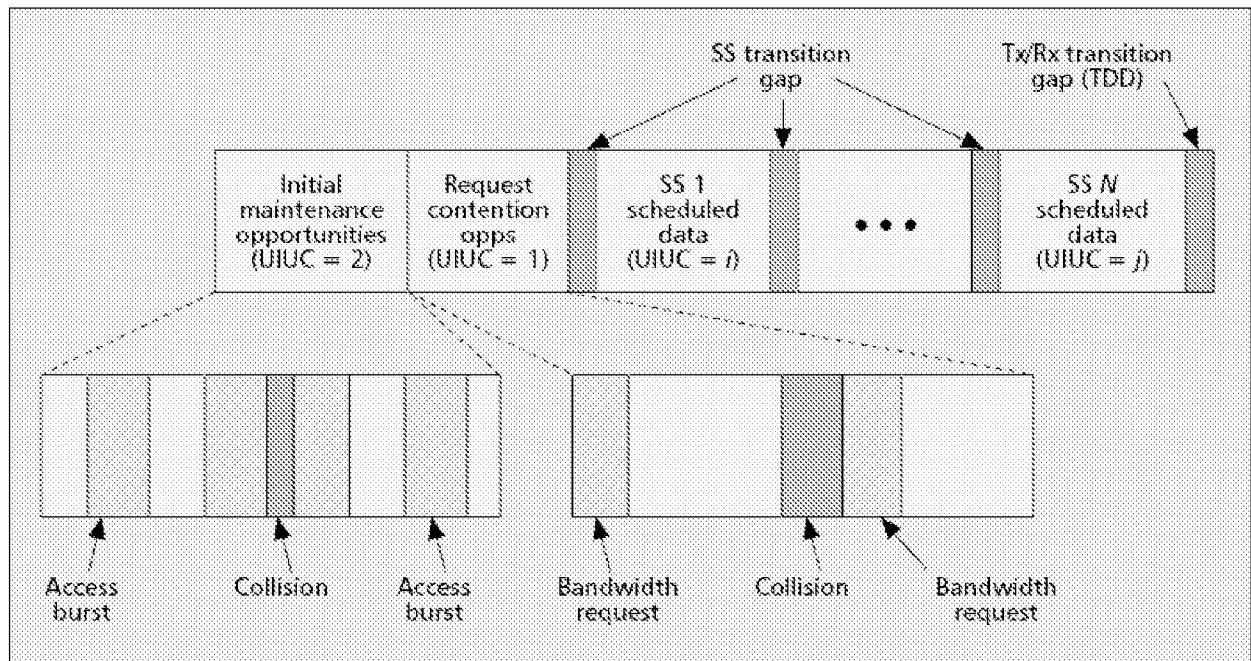 SS transition
gap
Tx/Rx transition
gap (TDD)
Initial
maintenance
opportunities
(UIUC = 2)
Request
contention
opps
(UIUC = 1)
SS 1
scheduled
data
(UIUC = i)
•••
SS N
scheduled
data
(UIUC = j)
Access
burst
Collision
Access
burst
Bandwidth
request
Collision
Bandwidth
request